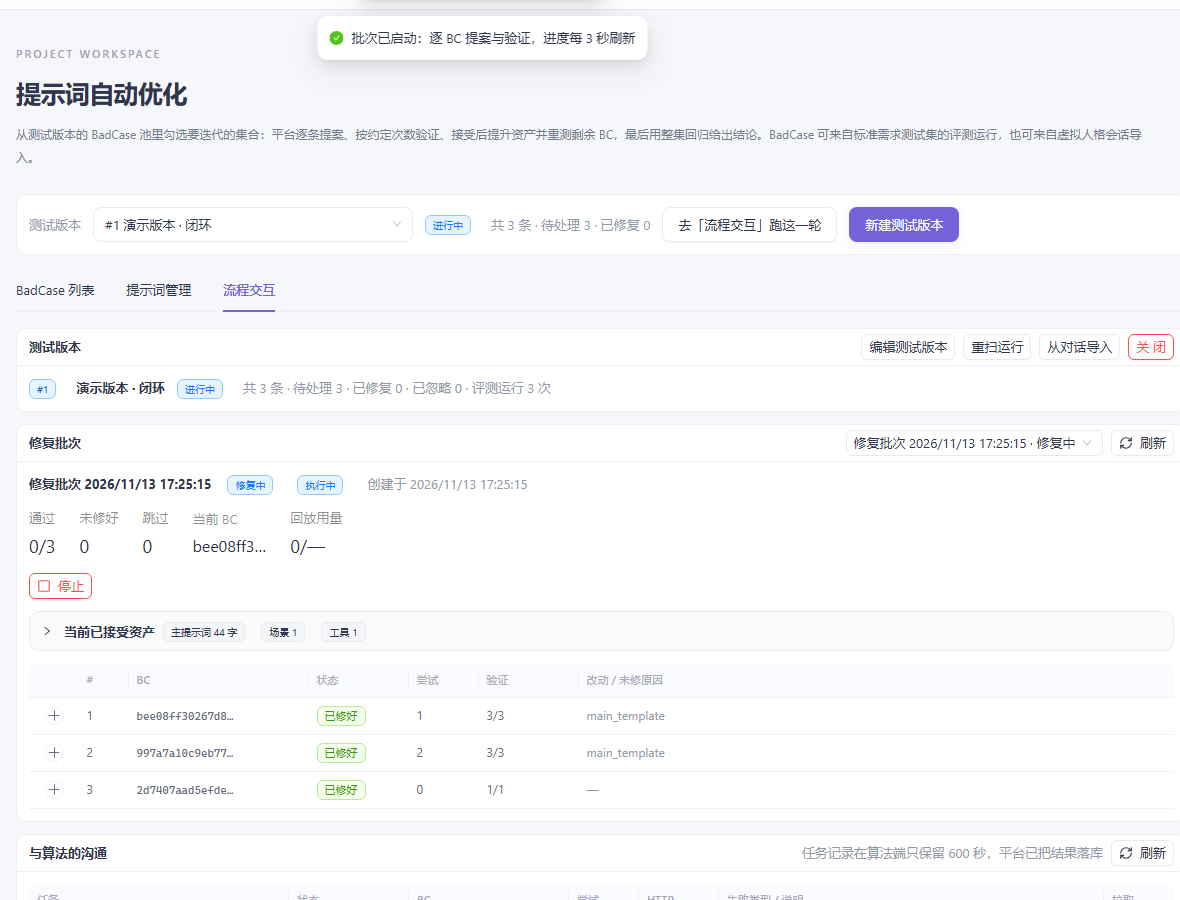 批次已启动：逐 BC 提案与验证，进度每 3 秒刷新
PROJECT WORKSPACE
提示词自动优化
从测试版本的 BadCase 池里勾选要迭代的集合：平台逐条提案、按约定次数验证、接受后提升资产并重测剩余 BC，最后用整集回归给出结论。BadCase 可来自标准需求测试集的评测运行，也可来自虚拟人格会话导
入。
测试版本 #1 演示版本 · 闭环 进行中 共 3 条 · 待处理 3 · 已修复 0 去「流程交互」跑这一轮 新建测试版本
BadCase 列表 提示词管理 流程交互
测试版本 编辑测试版本 重扫运行 从对话导入 关 闭
#1 演示版本 · 闭环 进行中 共 3 条 · 待处理 3 · 已修复 0 · 已忽略 0 · 评测运行 3 次
修复批次 修复批次 2026/11/13 17:25:15 · 修复中 刷新
修复批次 2026/11/13 17:25:15 修复中 执行中 创建于 2026/11/13 17:25:15
通过 未修好 跳过 当前 BC 回放用量
0/3 0 0 bee08ff3... 0/—
停止
当前已接受资产 主提示词 44 字 场景 1 工具 1
# BC 状态 尝试 验证 改动 / 未修原因
1 bee08ff30267d8… 已修好 1 3/3 main_template
2 997a7a10c9eb77… 已修好 2 3/3 main_template
3 2d7407aad5efde… 已修好 0 1/1 —
与算法的沟通 任务记录在算法端只保留 600 秒，平台已把结果落库 刷新
任务 状态 BC 尝试 HTTP 失败类型 / 说明 拉取